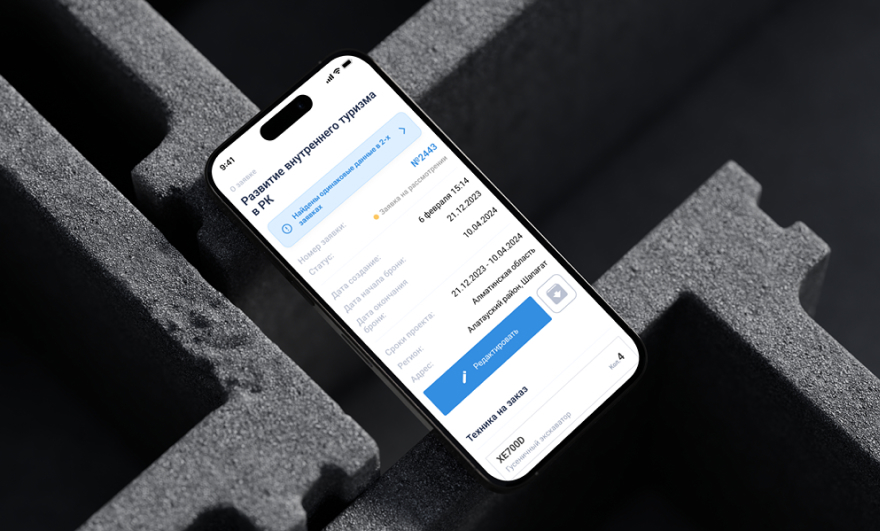 9:41
О заявке
Развитие внутреннего туризма
в РК
Найдены одинаковые данные в 2-х
заявках
Номер заявки: №2443
Статус: Заявка на рассмотрении
Дата создание: 6 февраля 15:14
Дата начала брони: 21.12.2023
Дата окончания
брони: 10.04.2024
Сроки проекта: 21.12.2023 - 10.04.2024
Регион: Алматинская область
Адрес: Алатауский район, Шапагат
Редактировать
Техника на заказ
XE700D
Гусеничный экскаватор
Кол. 4